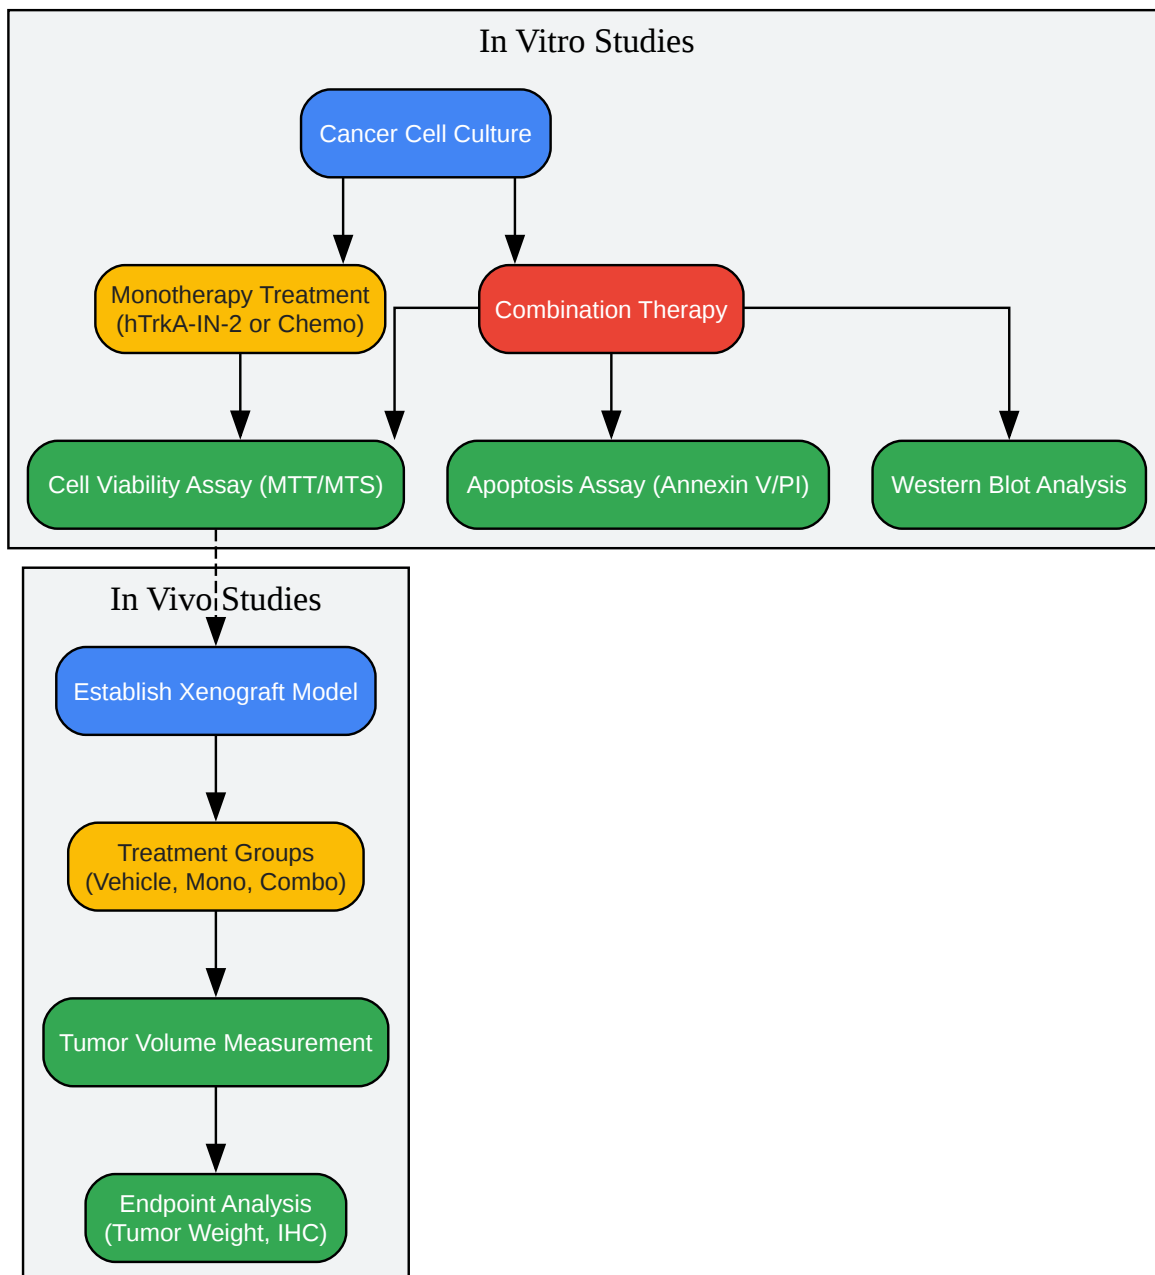 In Vitro Studies
Cancer Cell Culture
Monotherapy Treatment
(hTrkA-IN-2 or Chemo)
Combination Therapy
Cell Viability Assay (MTT/MTS)
Apoptosis Assay (Annexin V/PI)
Western Blot Analysis
In Vivo Studies
Establish Xenograft Model
Treatment Groups
(Vehicle, Mono, Combo)
Tumor Volume Measurement
Endpoint Analysis
(Tumor Weight, IHC)